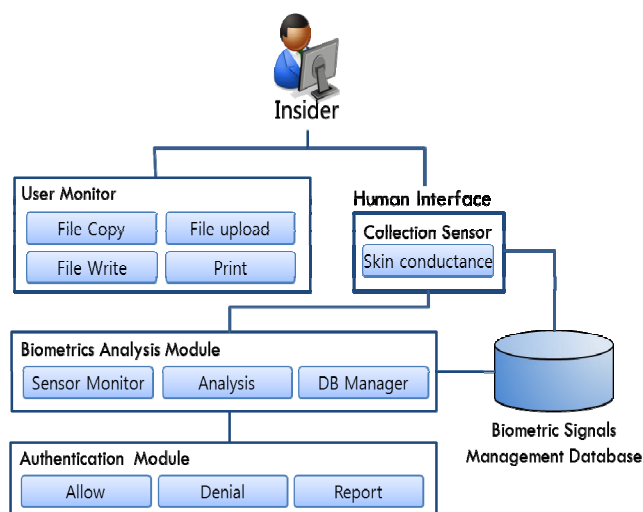 Insider
User Monitor
File Copy
File upload
File Write
Print
Human Interface
Collection Sensor
Skin conductance
Biometrics Analysis Module
Sensor Monitor
Analysis
DB Manager
Biometric Signals
Management Database
Authentication Module
Allow
Denial
Report